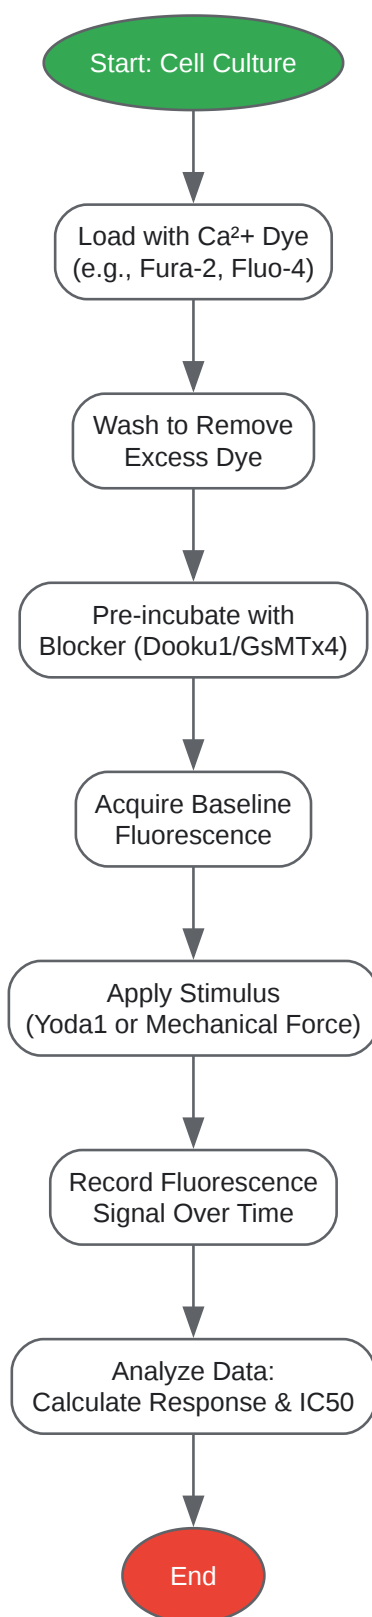 Start: Cell Culture
Load with Ca²+ Dye
(e.g., Fura-2, Fluo-4)
Wash to Remove
Excess Dye
Pre-incubate with
Blocker (Dooku1/GsMTx4)
Acquire Baseline
Fluorescence
Apply Stimulus
(Yoda1 or Mechanical Force)
Record Fluorescence
Signal Over Time
Analyze Data:
Calculate Response & IC50
End